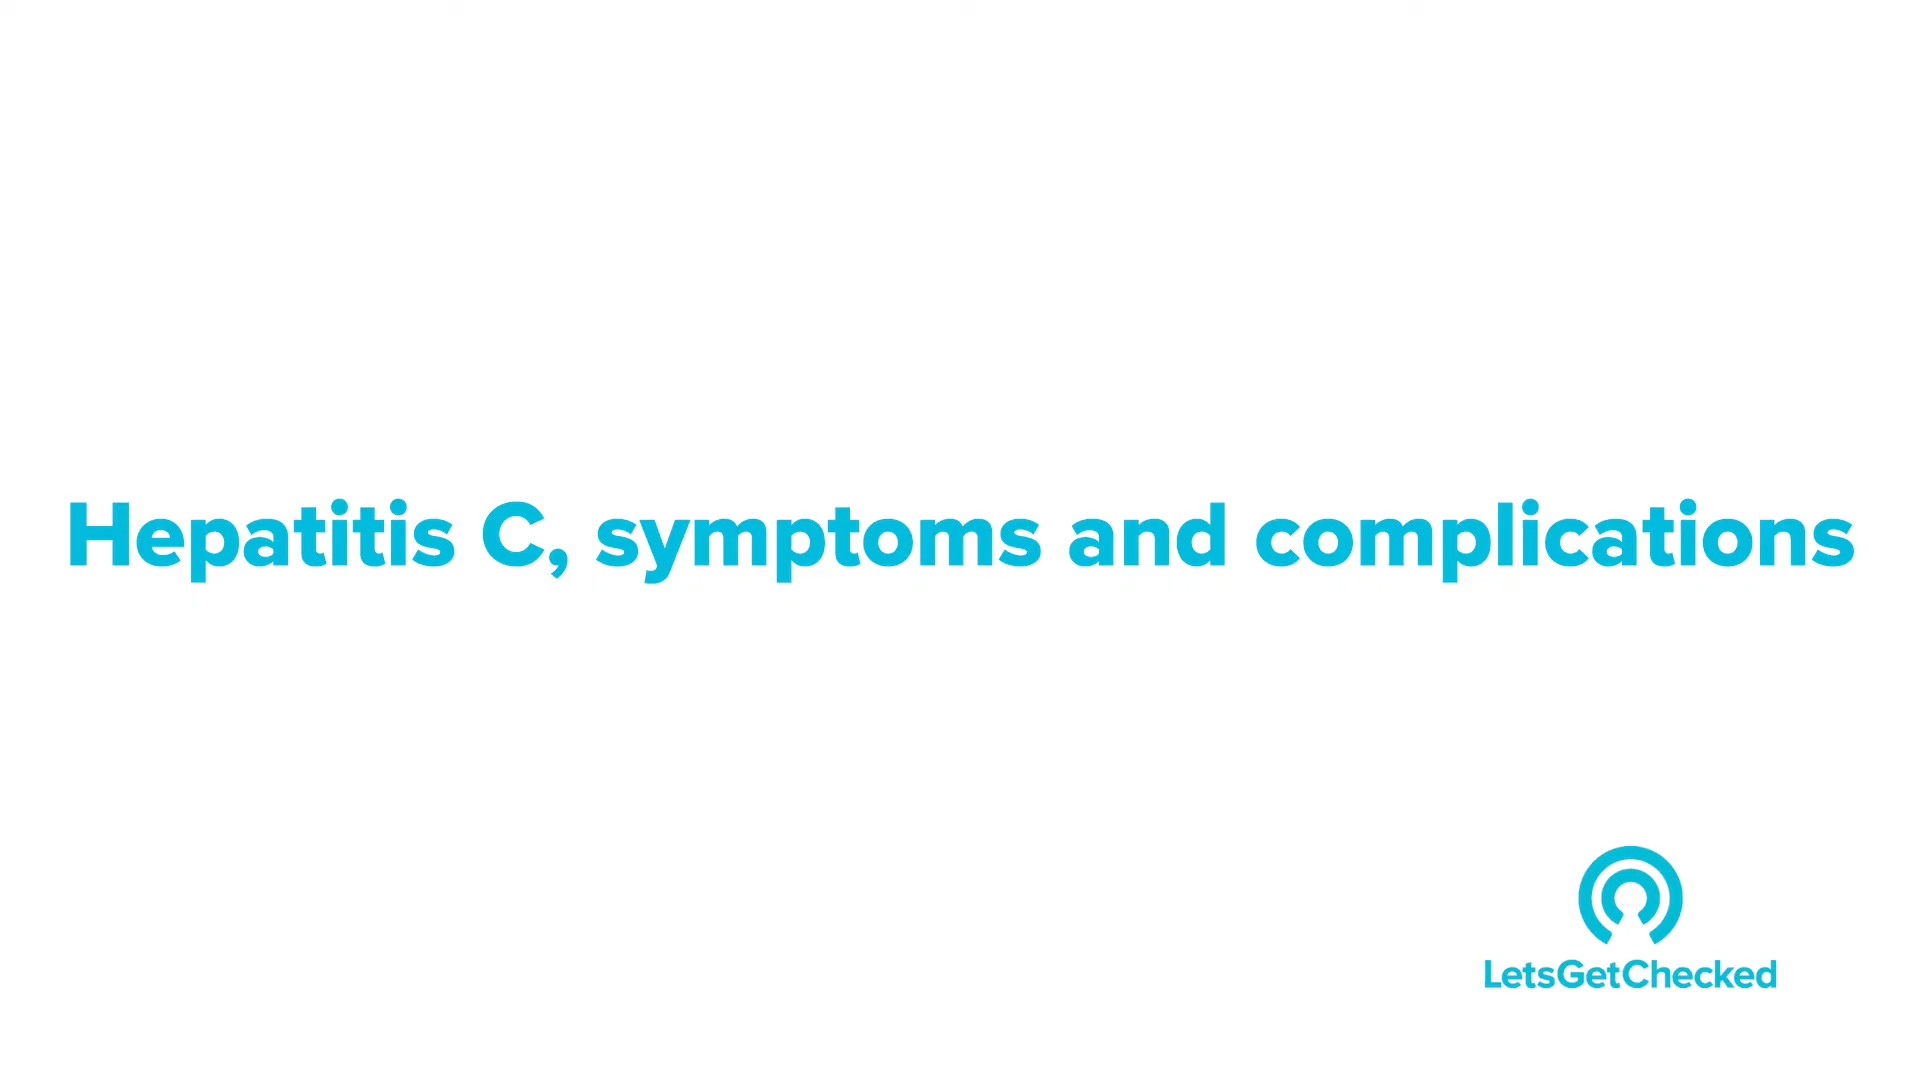 Hepatitis C, symptoms and complications
LetsGetChecked